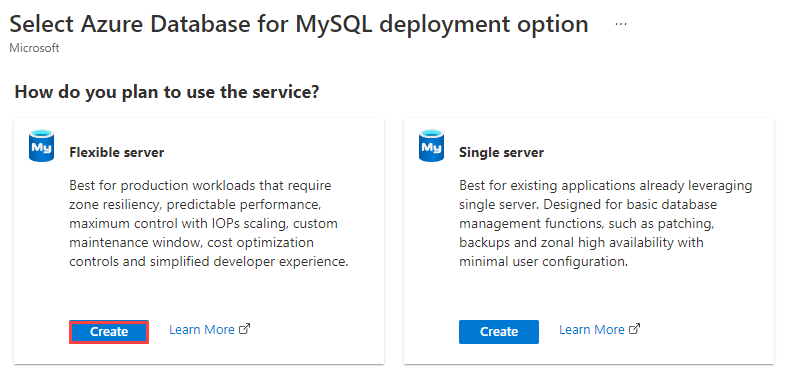 Select Azure Database for MySQL deployment option ...
Microsoft
How do you plan to use the service?
My
Flexible server
Best for production workloads that require
zone resiliency, predictable performance,
maximum control with IOPs scaling, custom
maintenance window, cost optimization
controls and simplified developer experience.
Create
Learn More
My
Single server
Best for existing applications already leveraging
single server. Designed for basic database
management functions, such as patching,
backups and zonal high availability with
minimal user configuration.
Create
Learn More